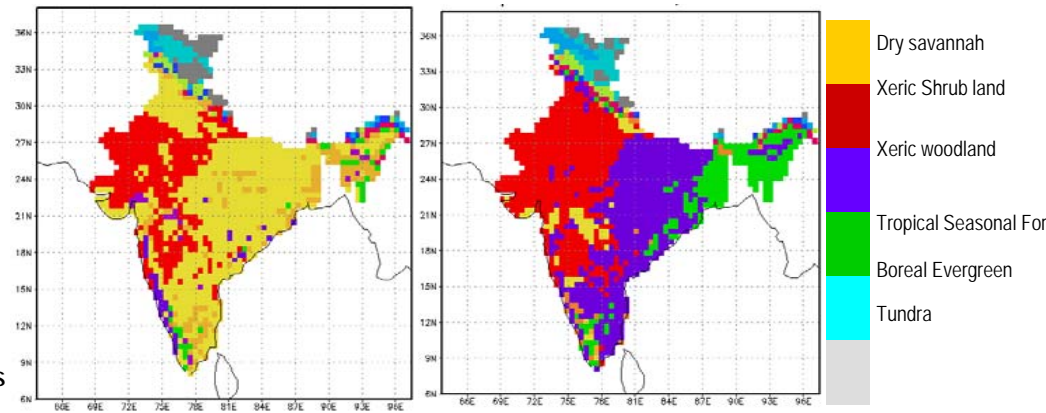 36N
33N
30N
27N
24N
21N
18N
15N
12N
9N
6N
66E 69E 72E 75E 78E 81E 84E 87E 90E 93E 96E
36N
33N
30N
27N
24N
21N
18N
15N
12N
9N
6N
66E 69E 72E 75E 78E 81E 84E 87E 90E 93E 96E
Dry savannah
Xeric Shrub land
Xeric woodland
Tropical Seasonal For
Boreal Evergreen
Tundra
s